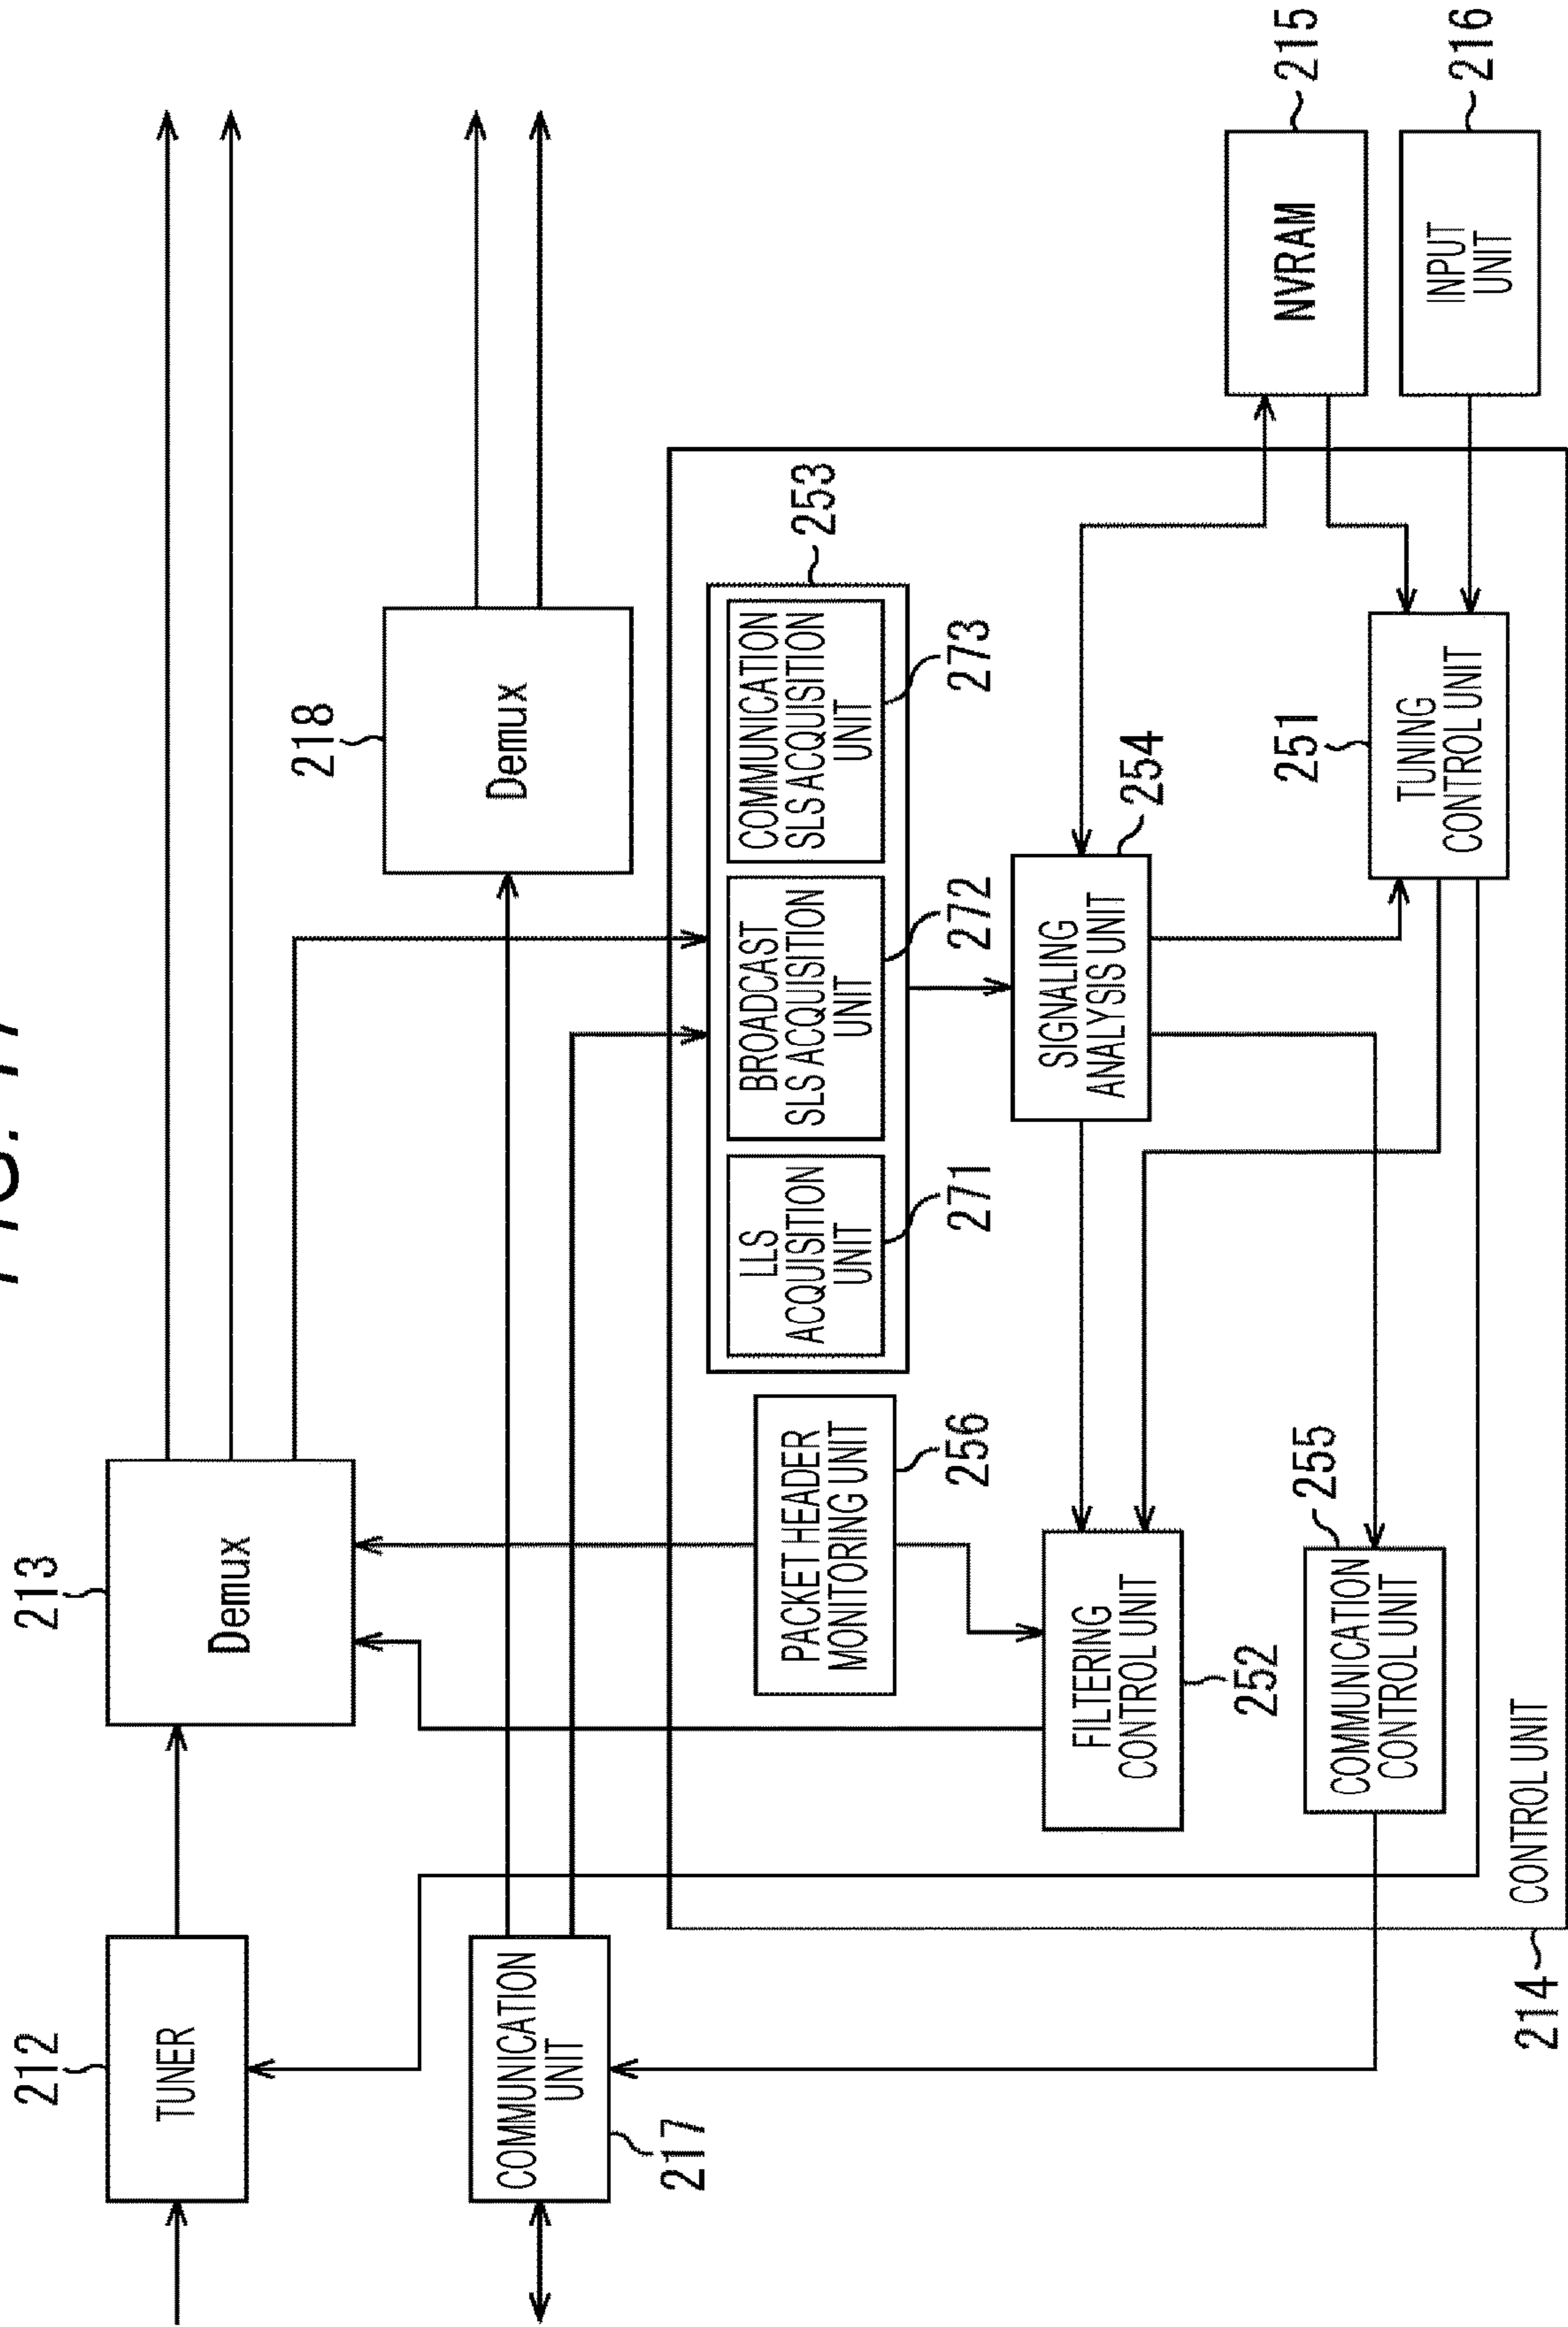 212
213
TUNER
Demux
218
Demux
COMMUNICATION
UNIT
217
253
LLS
ACQUISITION
UNIT
271
BROADCAST
SLS ACQUISITION
UNIT
272
COMMUNICATION
SLS ACQUISITION
UNIT
273
PACKET HEADER
MONITORING UNIT
256
SIGNALING
ANALYSIS UNIT
254
FILTERING
CONTROL UNIT
252
255
COMMUNICATION
CONTROL UNIT
251
TUNING
CONTROL UNIT
NVRAM
215
INPUT
UNIT
216
CONTROL UNIT
214